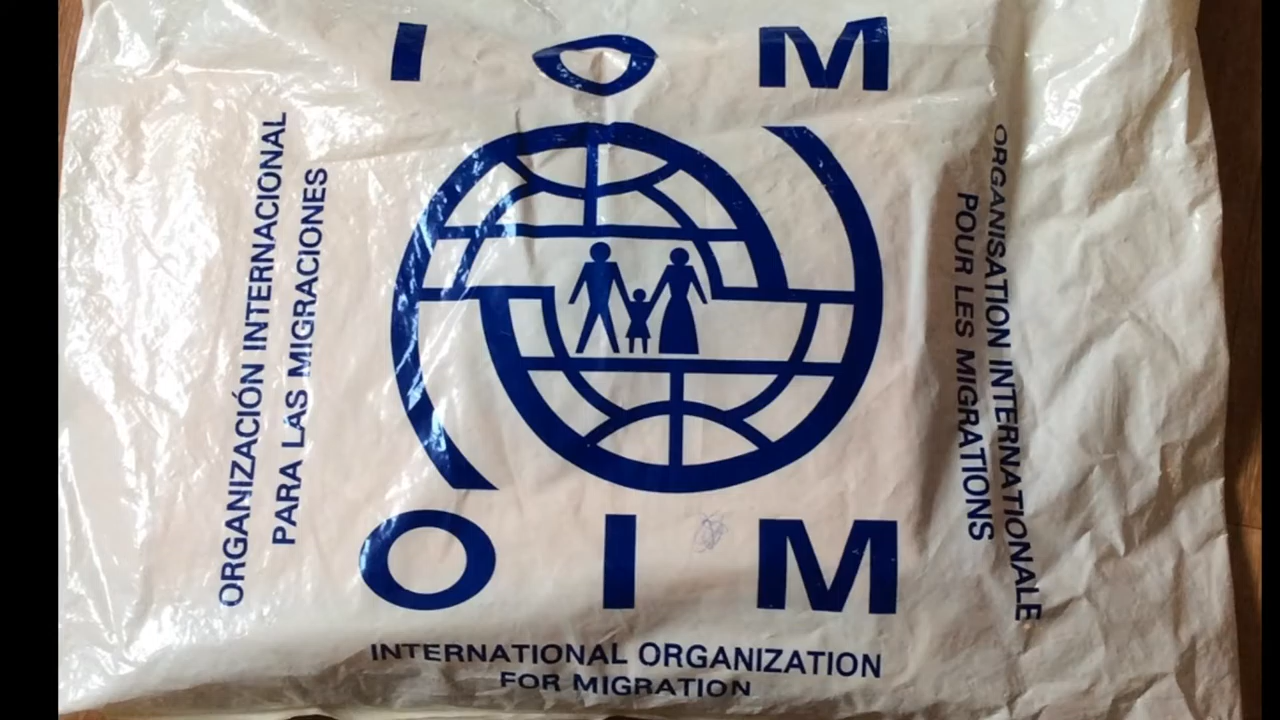 IOM
ORGANIZACIÓN INTERNACIONAL
PARA LAS MIGRACIONES
ORGANISATION INTERNATIONALE
POUR LES MIGRATIONS
OIM
INTERNATIONAL ORGANIZATION
FOR MIGRATION